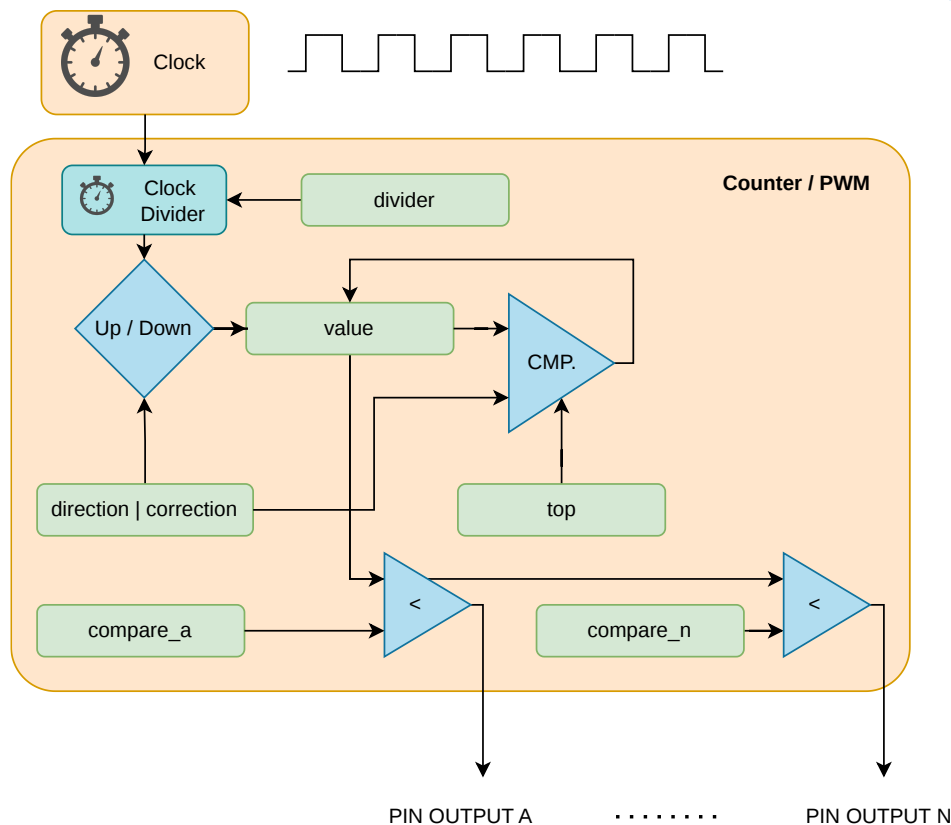 Clock
Counter / PWM
Clock
Divider
divider
Up / Down
value
CMP.
direction | correction
top
<
<
compare_a
compare_n
PIN OUTPUT A
. . . . . . . .
PIN OUTPUT N